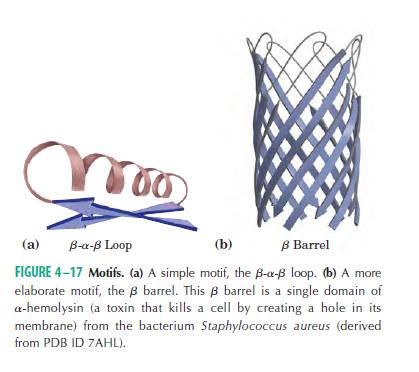 (a) β-α-β Loop (b) β Barrel
FIGURE 4–17 Motifs. (a) A simple motif, the β-α-β loop. (b) A more
elaborate motif, the β barrel. This β barrel is a single domain of
α-hemolysin (a toxin that kills a cell by creating a hole in its
membrane) from the bacterium Staphylococcus aureus (derived
from PDB ID 7AHL).